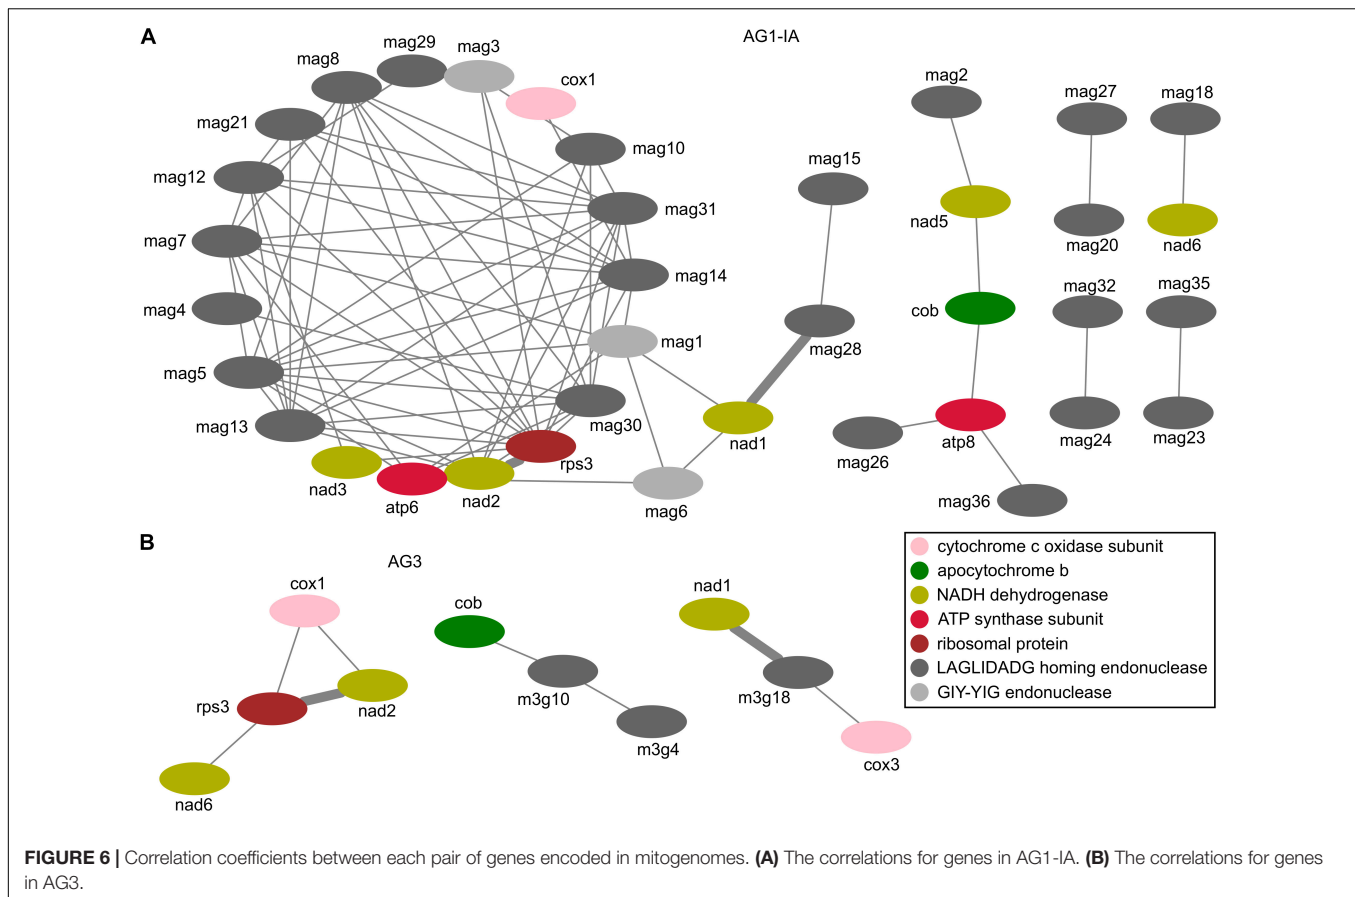 A
AG1-IA
mag29
mag3
mag8
cox1
mag2
mag27
mag18
mag21
mag10
mag15
mag12
mag31
nad5
mag20
nad6
mag7
mag14
mag4
cob
mag32
mag35
mag1
mag28
mag5
mag13
mag30
nad1
atp8
mag24
mag23
rps3
mag26
nad3
atp6
nad2
mag6
mag36
B
AG3
cox1
cob
nad1
rps3
nad2
m3g10
m3g18
m3g4
cox3
nad6
cytochrome c oxidase subunit
apocytochrome b
NADH dehydrogenase
ATP synthase subunit
ribosomal protein
LAGLIDADG homing endonuclease
GIY-YIG endonuclease
FIGURE 6 | Correlation coefficients between each pair of genes encoded in mitogenomes. (A) The correlations for genes in AG1-IA. (B) The correlations for genes
in AG3.